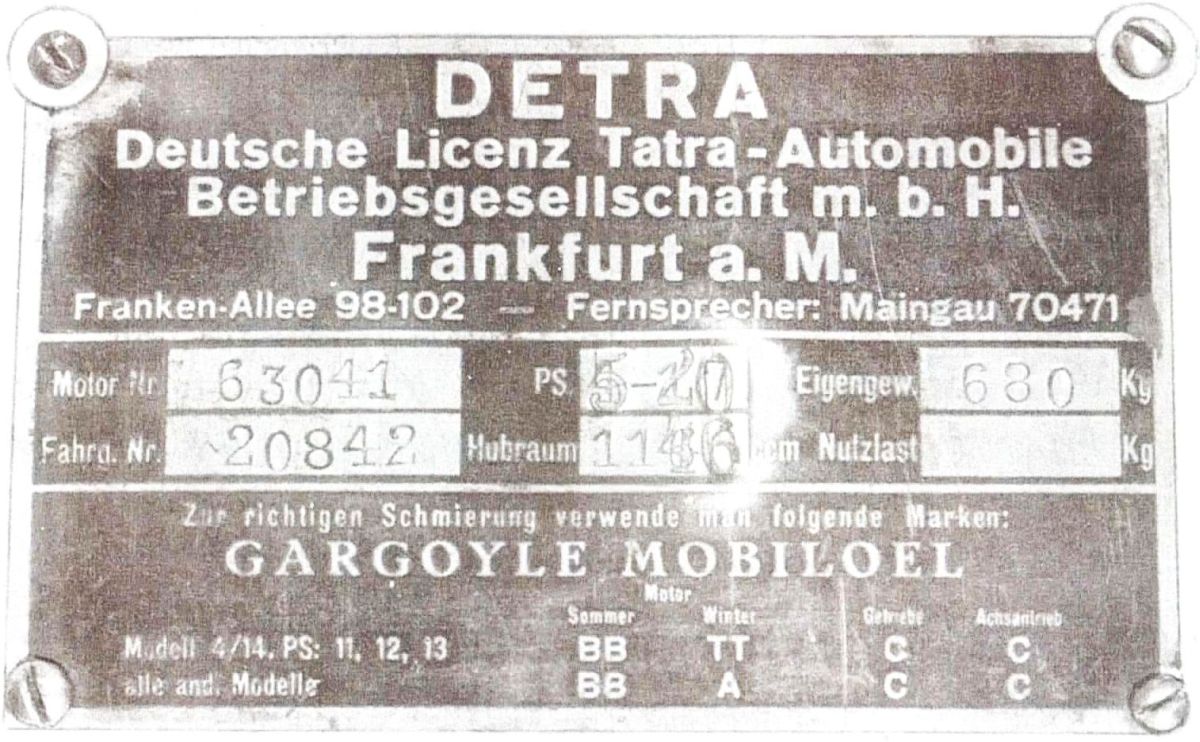 DETRA
Deutsche Licenz Tatra-Automobile
Betriebsgesellschaft m. b. H.
Frankfurt a. M.
Franken-Allee 98-102 — Fernsprecher: Maingau 70471
Motor Nr. 63041 PS. 5-20 Eigengew. 680 Kg
Fahrg. Nr. 20842 Hubraum 1146 ccm Nutzlast Kg
Zur richtigen Schmierung verwende man folgende Marken:
GARGOYLE MOBILOEL
Motor
Sommer Winter Getriebe Achsantrieb
Modell 4/14. PS: 11, 12, 13 BB TT C C
alle and. Modelle BB A C C